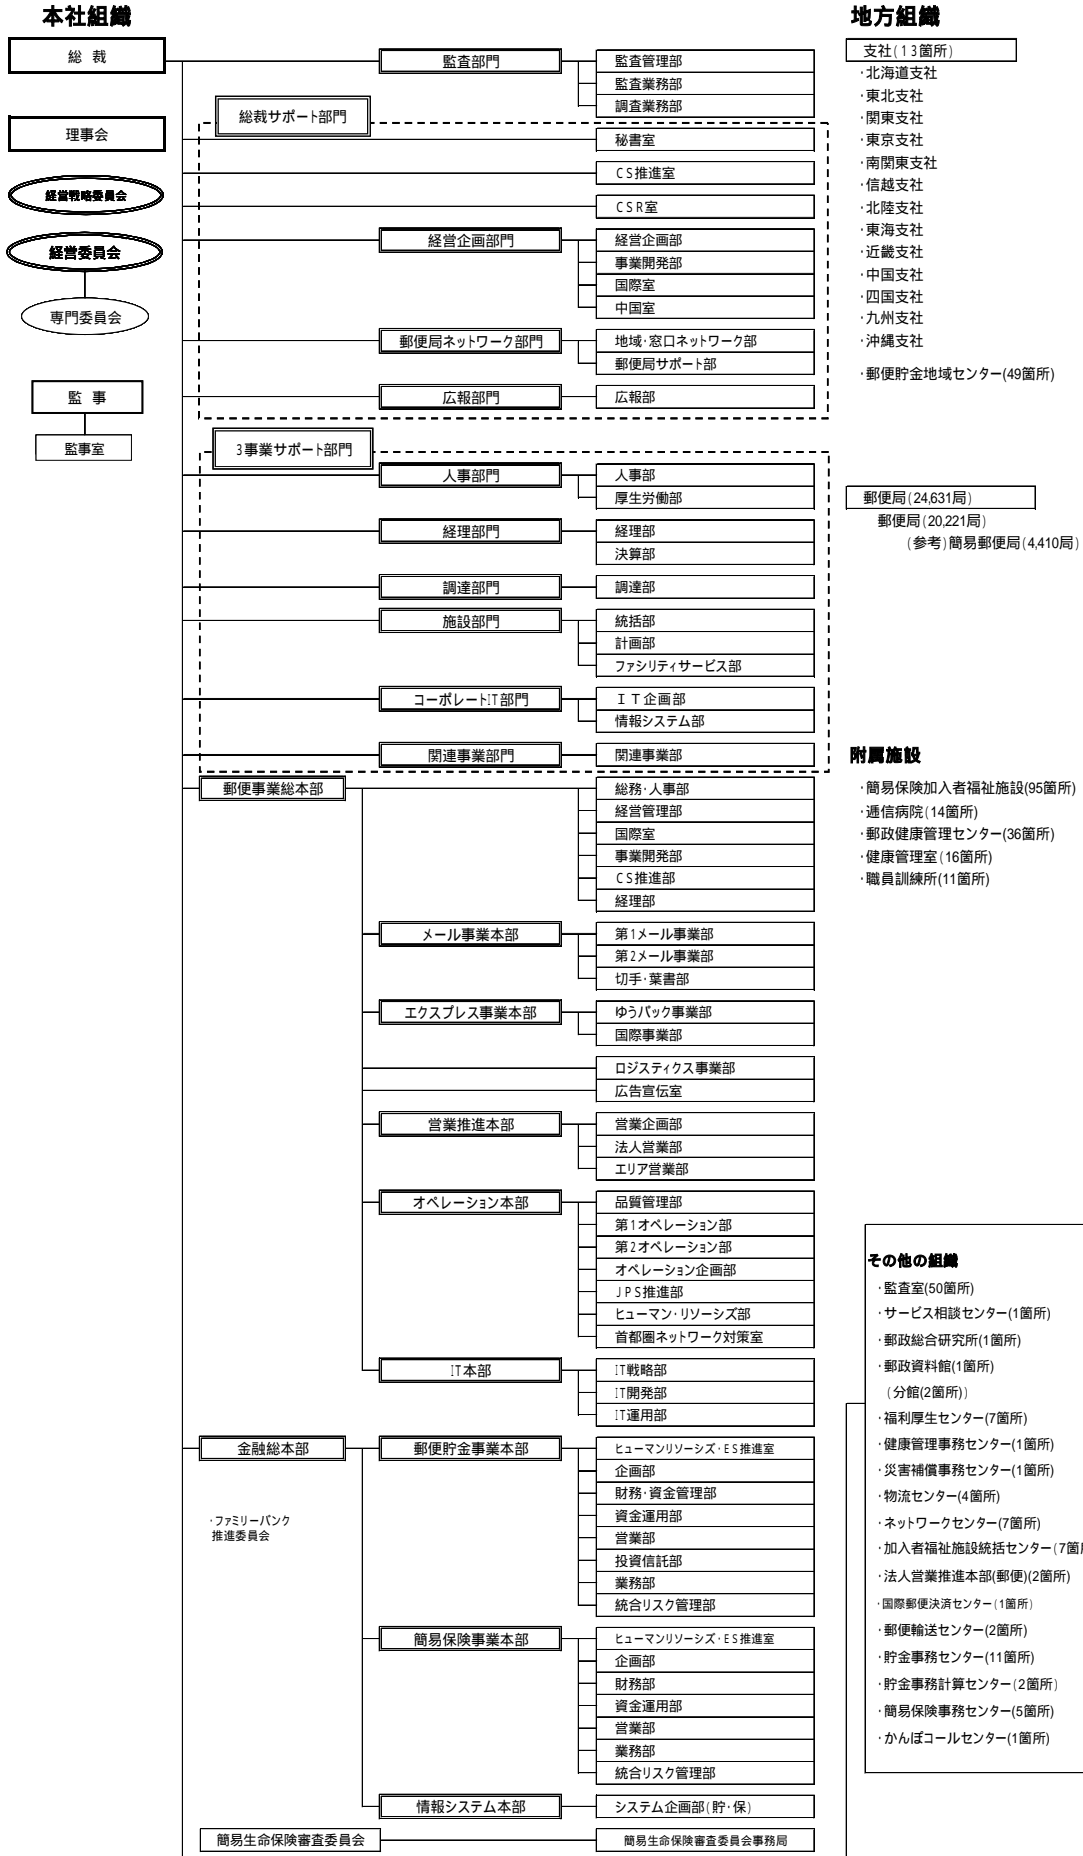 本社組織
総 裁
理事会
経営戦略委員会
経営委員会
専門委員会
監 事
監事室
監査部門
監査管理部
監査業務部
調査業務部
総裁サポート部門
秘書室
CS推進室
CSR室
経営企画部門
経営企画部
事業開発部
国際室
中国室
郵便局ネットワーク部門
地域・窓口ネットワーク部
郵便局サポート部
広報部門
広報部
3事業サポート部門
人事部門
人事部
厚生労働部
経理部門
経理部
決算部
調達部門
調達部
施設部門
統括部
計画部
ファシリティサービス部
コーポレートIT部門
IT企画部
情報システム部
関連事業部門
関連事業部
郵便事業総本部
総務・人事部
経営管理部
国際室
事業開発部
CS推進部
経理部
メール事業本部
第1メール事業部
第2メール事業部
切手・葉書部
エクスプレス事業本部
ゆうパック事業部
国際事業部
ロジスティクス事業部
広告宣伝室
営業推進本部
営業企画部
法人営業部
エリア営業部
オペレーション本部
品質管理部
第1オペレーション部
第2オペレーション部
オペレーション企画部
JPS推進部
ヒューマン・リソーシズ部
首都圏ネットワーク対策室
IT本部
IT戦略部
IT開発部
IT運用部
金融総本部
・ファミリーバンク
推進委員会
郵便貯金事業本部
ヒューマンリソーシズ・ES推進室
企画部
財務・資金管理部
資金運用部
営業部
投資信託部
業務部
統合リスク管理部
簡易保険事業本部
ヒューマンリソーシズ・ES推進室
企画部
財務部
資金運用部
営業部
業務部
統合リスク管理部
情報システム本部
システム企画部(貯・保)
簡易生命保険審査委員会
簡易生命保険審査委員会事務局
地方組織
支社(13箇所)
・北海道支社
・東北支社
・関東支社
・東京支社
・南関東支社
・信越支社
・北陸支社
・東海支社
・近畿支社
・中国支社
・四国支社
・九州支社
・沖縄支社
・郵便貯金地域センター(49箇所)
郵便局(24,631局)
郵便局(20,221局)
(参考)簡易郵便局(4,410局)
附属施設
・簡易保険加入者福祉施設(95箇所)
・逓信病院(14箇所)
・郵政健康管理センター(36箇所)
・健康管理室(16箇所)
・職員訓練所(11箇所)
その他の組織
・監査室(50箇所)
・サービス相談センター(1箇所)
・郵政総合研究所(1箇所)
・郵政資料館(1箇所)
(分館(2箇所))
・福利厚生センター(7箇所)
・健康管理事務センター(1箇所)
・災害補償事務センター(1箇所)
・物流センター(4箇所)
・ネットワークセンター(7箇所)
・加入者福祉施設統括センター(7箇
・法人営業推進本部(郵便)(2箇所)
・国際郵便決済センター(1箇所)
・郵便輸送センター(2箇所)
・貯金事務センター(11箇所)
・貯金事務計算センター(2箇所)
・簡易保険事務センター(5箇所)
・かんぽコールセンター(1箇所)